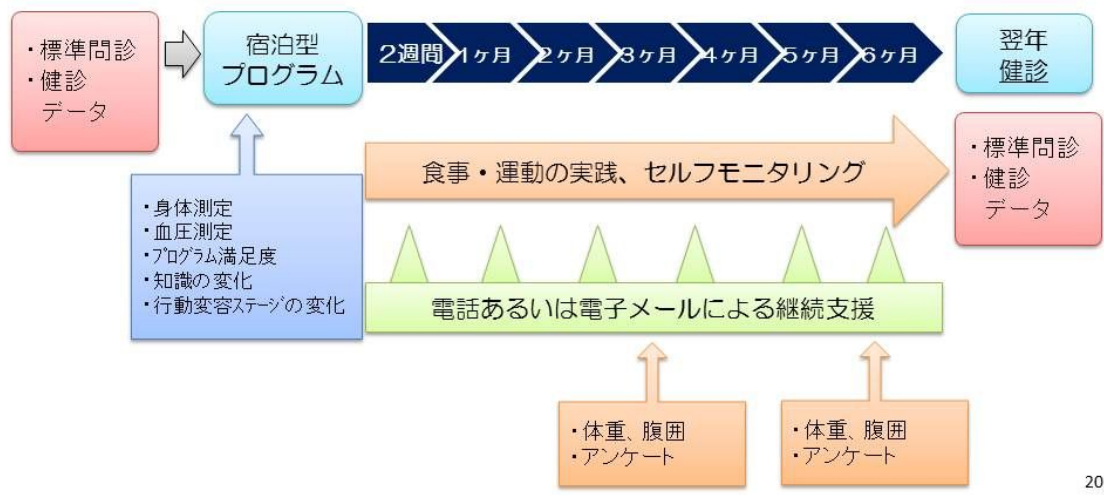 ・標準問診
・健診
データ
宿泊型
プログラム
2週間
1ヶ月
2ヶ月
3ヶ月
4ヶ月
5ヶ月
6ヶ月
翌年
健診
・標準問診
・健診
データ
食事・運動の実践、セルフモニタリング
・身体測定
・血圧測定
・プログラム満足度
・知識の変化
・行動変容ステージの変化
電話あるいは電子メールによる継続支援
・体重、腹囲
・アンケート
・体重、腹囲
・アンケート
20